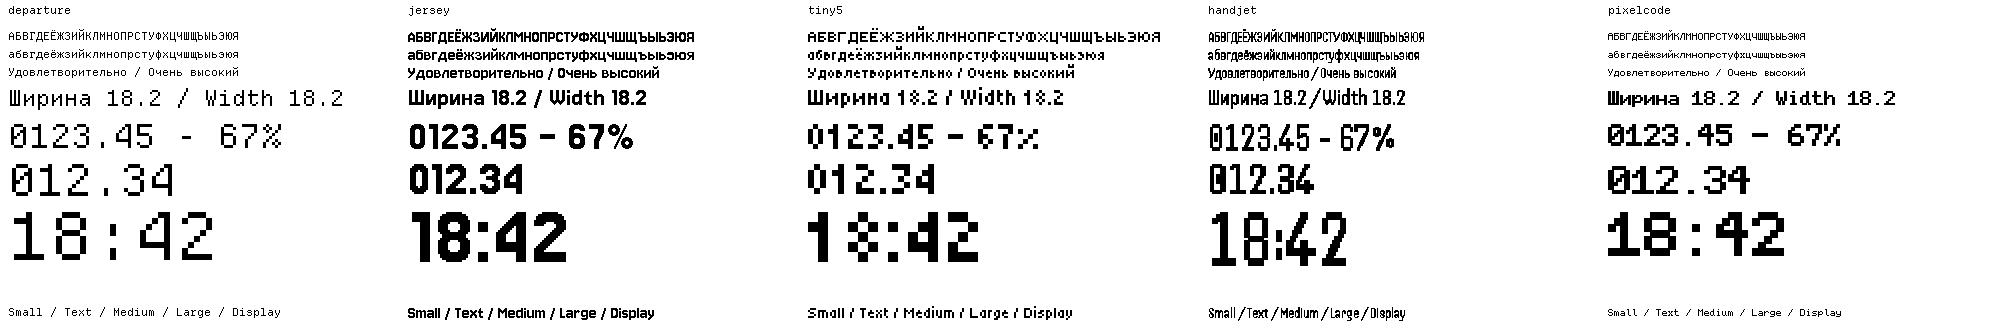 departure
АБВГДЕЁЖЗИЙКЛМНОПРСТУФХЦЧШЩЪЫЬЭЮЯ
абвгдеёжзийклмнопрстуфхцчшщъыьэюя
Удовлетворительно / Очень высокий
Ширина 18.2 / Width 18.2
0123.45 - 67%
012.34
18:42
Small / Text / Medium / Large / Display
jersey
АБВГДЕЁЖЗИЙКЛМНОПРСТУФХЦЧШЩЪЫЬЭЮЯ
абвгдеёжзийклмнопрстуфхцчшщъыьэюя
Удовлетворительно / Очень высокий
Ширина 18.2 / Width 18.2
0123.45 - 67%
012.34
18:42
Small / Text / Medium / Large / Display
tiny5
АБВГДЕЁЖЗИЙКЛМНОПРСТУФХЦЧШЩЪЫЬЭЮЯ
абвгдеёжзийклмнопрстуфхцчшщъыьэюя
Удовлетворительно / Очень высокий
Ширина 18.2 / Width 18.2
0123.45 - 67%
012.34
18:42
Small / Text / Medium / Large / Display
handjet
АБВГДЕЁЖЗИЙКЛМНОПРСТУФХЦЧШЩЪЫЬЭЮЯ
абвгдеёжзийклмнопрстуфхцчшщъыьэюя
Удовлетворительно / Очень высокий
Ширина 18.2 / Width 18.2
0123.45 - 67%
012.34
18:42
Small / Text / Medium / Large / Display
pixelcode
АБВГДЕЁЖЗИЙКЛМНОПРСТУФХЦЧШЩЪЫЬЭЮЯ
абвгдеёжзийклмнопрстуфхцчшщъыьэюя
Удовлетворительно / Очень высокий
Ширина 18.2 / Width 18.2
0123.45 - 67%
012.34
18:42
Small / Text / Medium / Large / Display